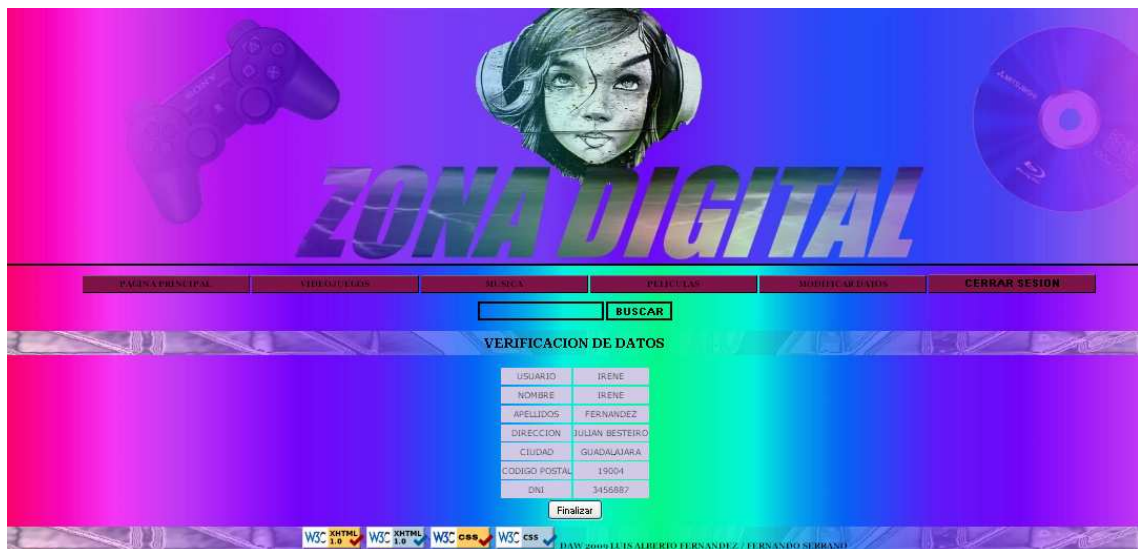 SONY
ZONA DIGITAL
PAGINA PRINCIPAL
VIDEOJUEGOS
MUSICA
PELICULAS
MODIFICAR DATOS
CERRAR SESION
BUSCAR
VERIFICACION DE DATOS
USUARIO IRENE
NOMBRE IRENE
APELLIDOS FERNANDEZ
DIRECCION JULIAN BESTEIRO
CIUDAD GUADALAJARA
CODIGO POSTAL 19004
DNI 3456887
Finalizar
W3C XHTML 1.0
W3C XHTML 1.0
W3C CSS
W3C CSS
DAW 2009 LUIS ALBERTO FERNANDEZ / FERNANDO SERRANO